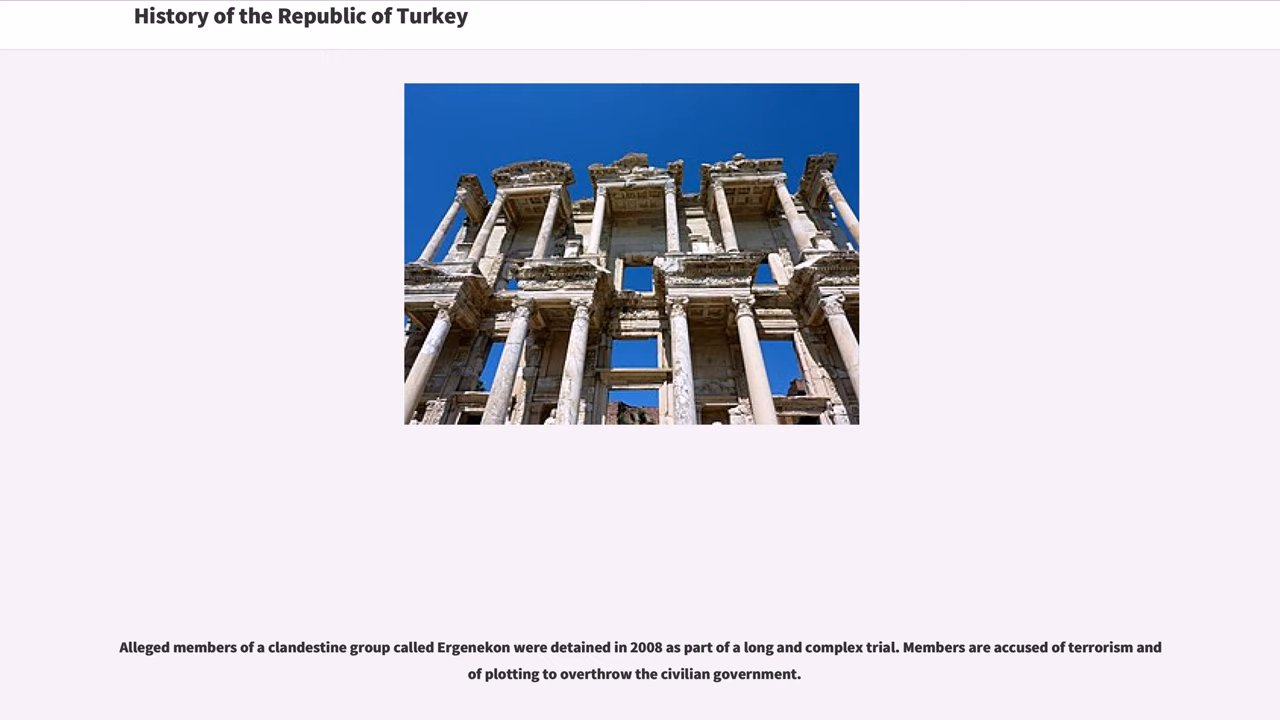 History of the Republic of Turkey
Alleged members of a clandestine group called Ergenekon were detained in 2008 as part of a long and complex trial. Members are accused of terrorism and
of plotting to overthrow the civilian government.